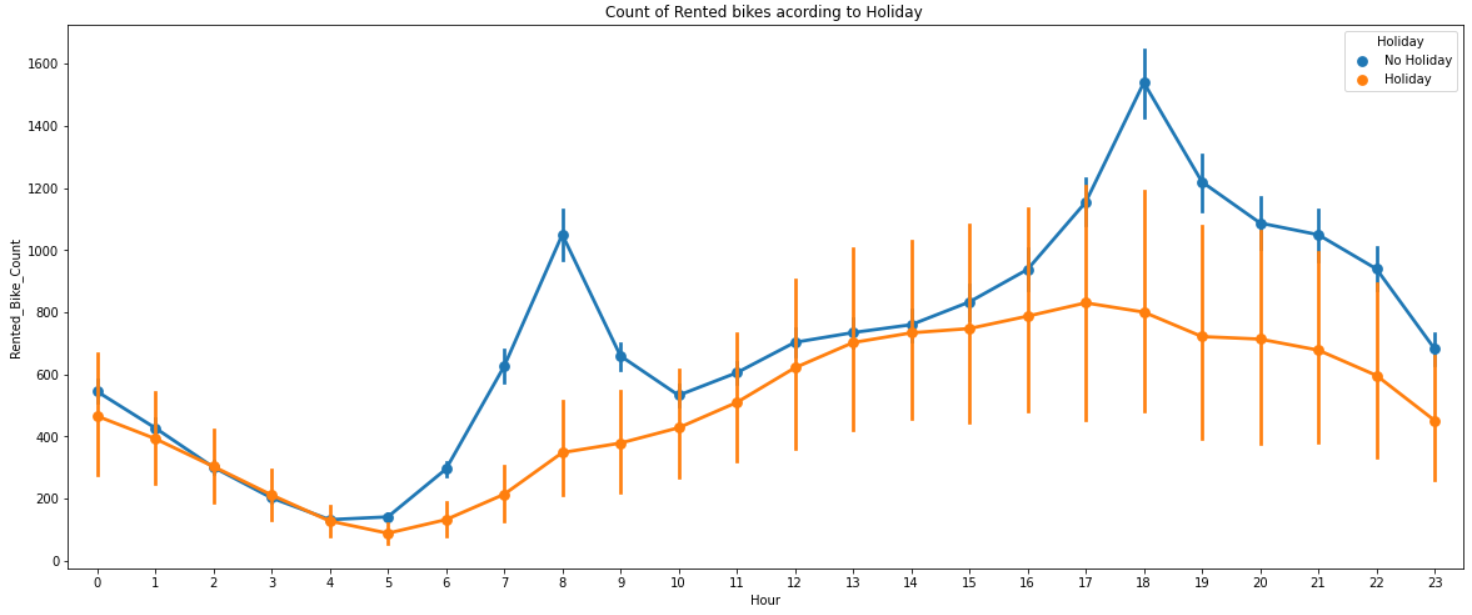 Count of Rented bikes acording to Holiday
Rented_Bike_Count
1600
1400
1200
1000
800
600
400
200
0
Holiday
No Holiday
Holiday
0 1 2 3 4 5 6 7 8 9 10 11 12 13 14 15 16 17 18 19 20 21 22 23
Hour